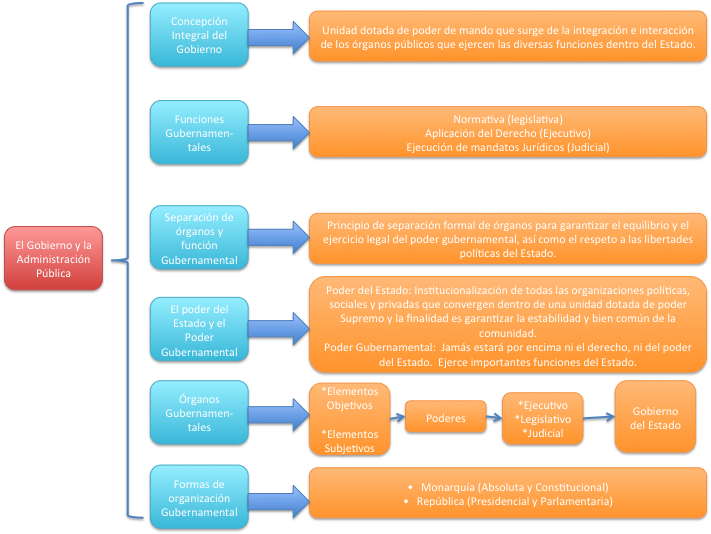 El Gobierno y la
Administración
Pública
Concepción
Integral del
Gobierno
Unidad dotada de poder de mando que surge de la integración e interacción
de los órganos públicos que ejercen las diversas funciones dentro del Estado.
Funciones
Gubernamen-
tales
Normativa (legislativa)
Aplicación del Derecho (Ejecutivo)
Ejecución de mandatos Jurídicos (Judicial)
Separación de
órganos y
función
Gubernamental
Principio de separación formal de órganos para garantizar el equilibrio y el
ejercicio legal del poder gubernamental, así como el respeto a las libertades
políticas del Estado.
El poder del
Estado y el
Poder
Gubernamental
Poder del Estado: Institucionalización de todas las organizaciones políticas,
sociales y privadas que convergen dentro de una unidad dotada de poder
Supremo y la finalidad es garantizar la estabilidad y bien común de la
comunidad.
Poder Gubernamental: Jamás estará por encima ni el derecho, ni del poder
del Estado. Ejerce importantes funciones del Estado.
Órganos
Gubernamen-
tales
*Elementos
Objetivos
*Elementos
Subjetivos
Poderes
*Ejecutivo
*Legislativo
*Judicial
Gobierno
del Estado
Formas de
organización
Gubernamental
• Monarquía (Absoluta y Constitucional)
• República (Presidencial y Parlamentaria)